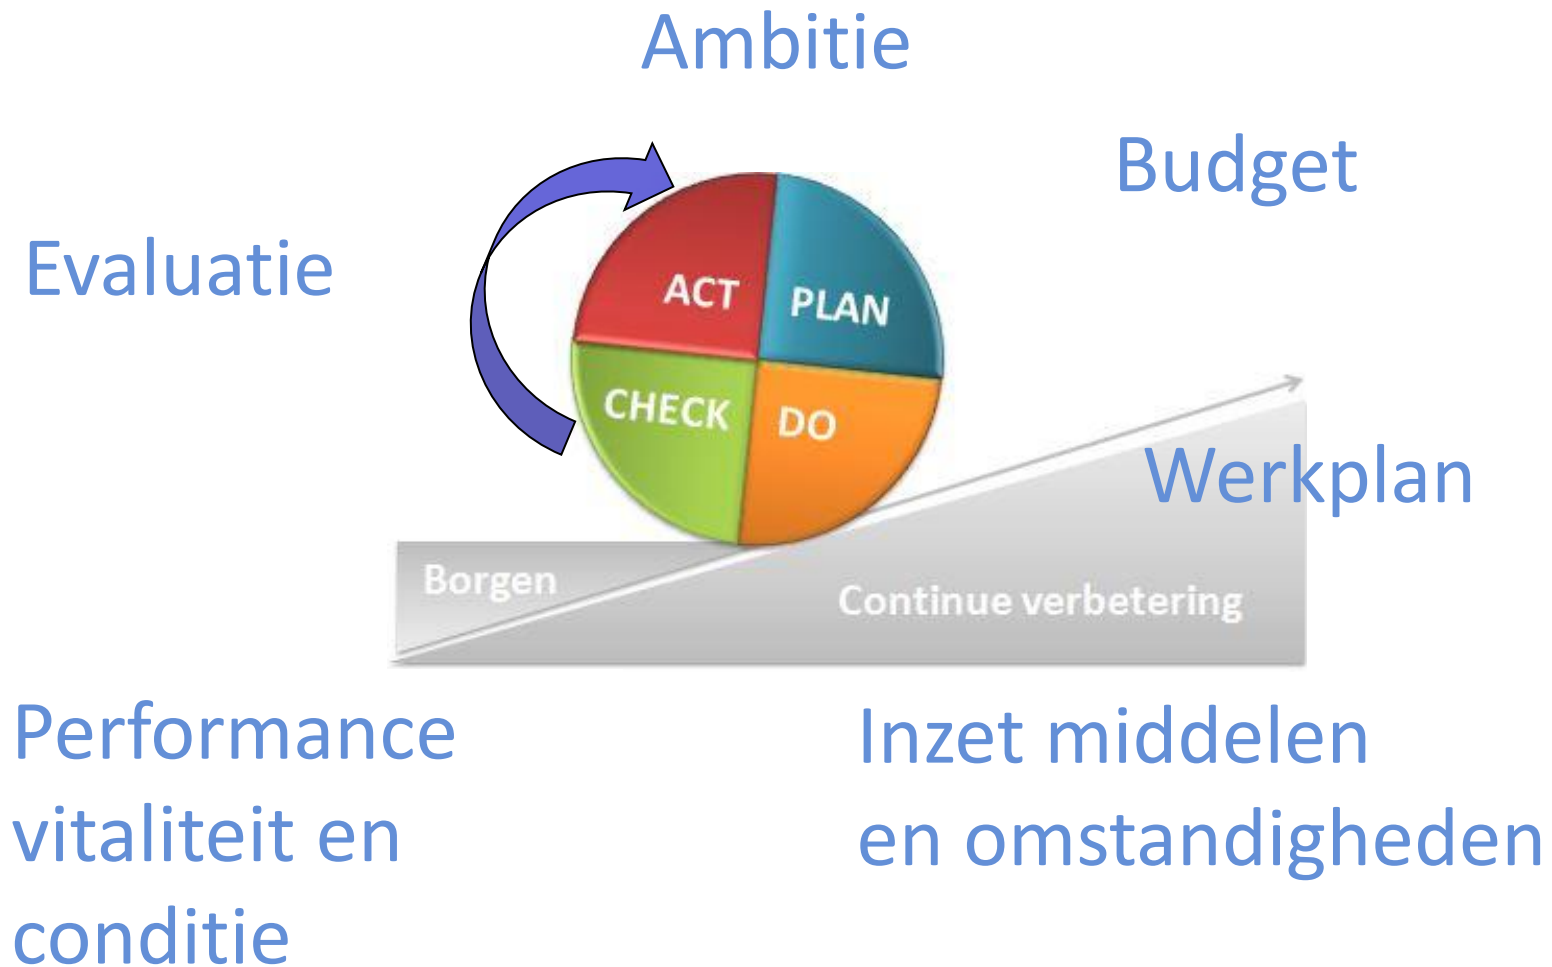 Ambitie
Budget
Evaluatie
ACT
PLAN
CHECK
DO
Werkplan
Borgen
Continue verbetering
Performance
vitaliteit en
conditie
Inzet middelen
en omstandigheden